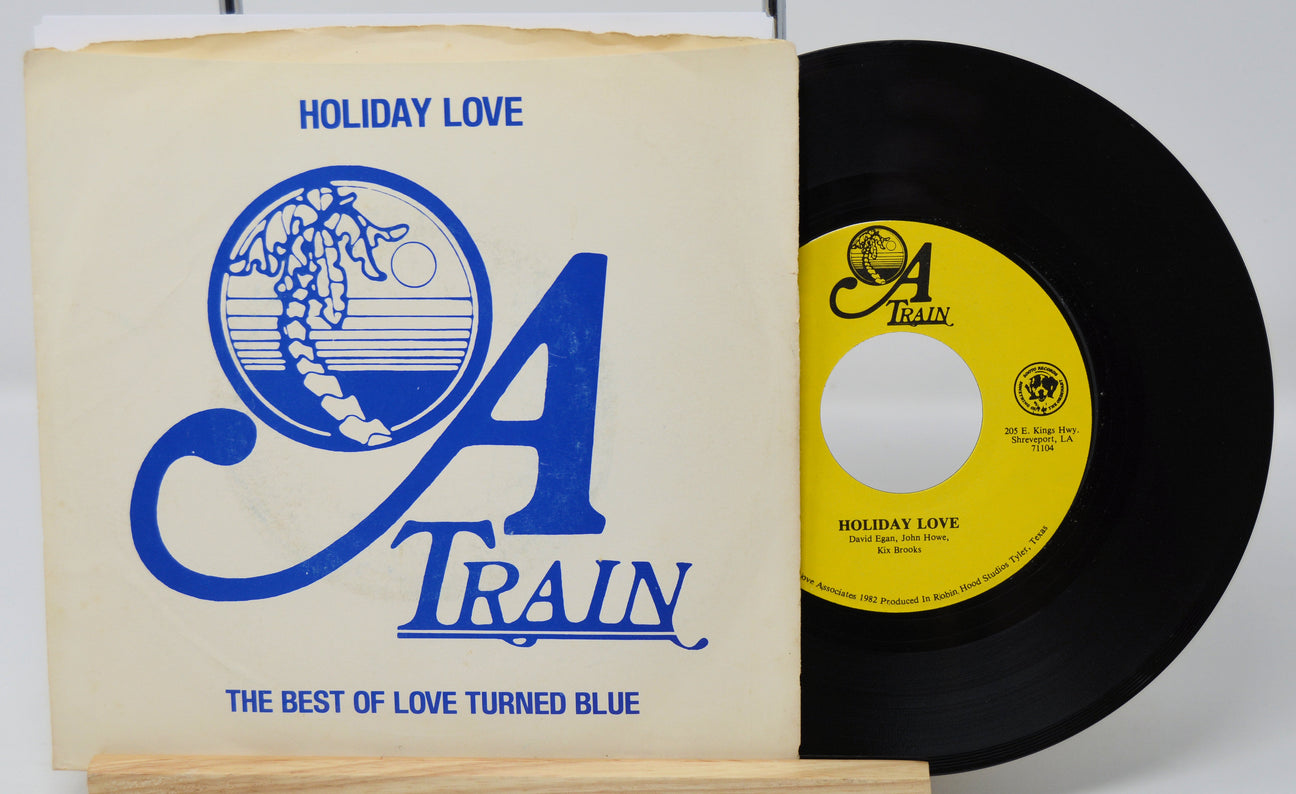 HOLIDAY LOVE
A
TRAIN
THE BEST OF LOVE TURNED BLUE
A
TRAIN
205 E. Kings Hwy.
Shreveport, LA
71104
HOLIDAY LOVE
David Egan, John Howe,
Kix Brooks
Associates 1982 Produced In Robin Hood Studios Tyler, Texas